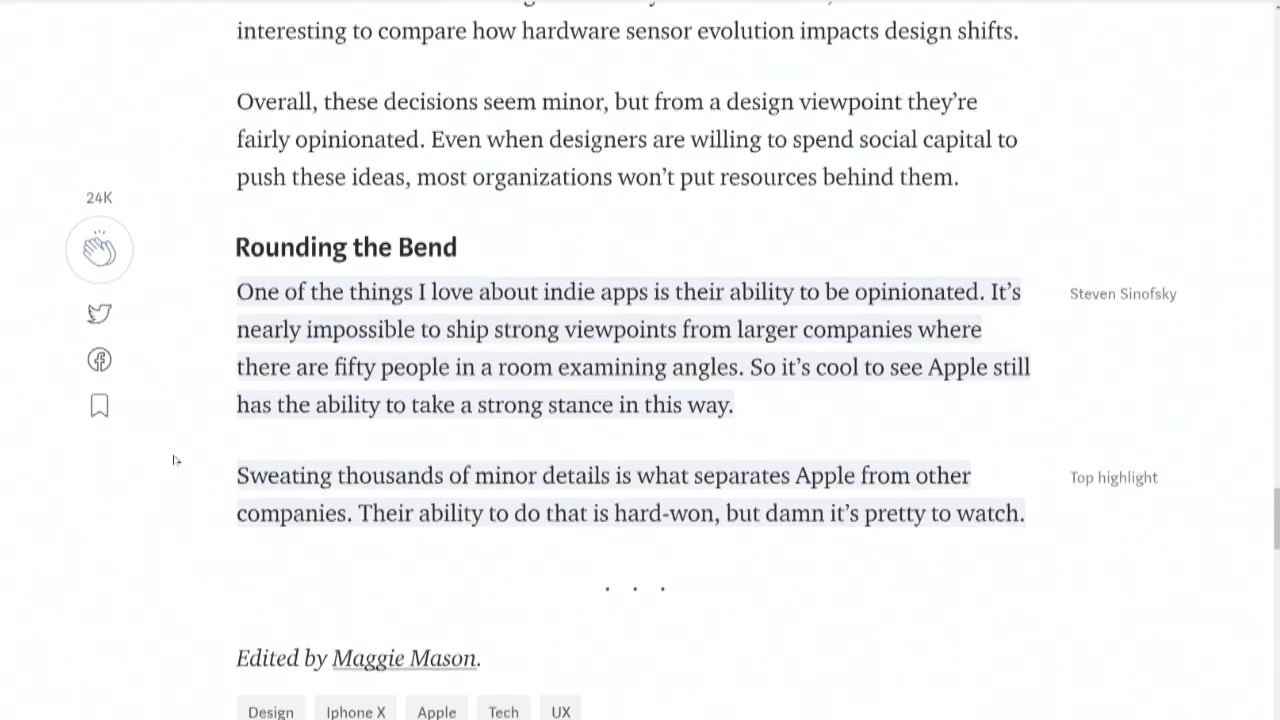 interesting to compare how hardware sensor evolution impacts design shifts.
Overall, these decisions seem minor, but from a design viewpoint they’re
fairly opinionated. Even when designers are willing to spend social capital to
push these ideas, most organizations won’t put resources behind them.
24K
Rounding the Bend
One of the things I love about indie apps is their ability to be opinionated. It’s
Steven Sinofsky
nearly impossible to ship strong viewpoints from larger companies where
there are fifty people in a room examining angles. So it’s cool to see Apple still
has the ability to take a strong stance in this way.
Sweating thousands of minor details is what separates Apple from other
Top highlight
companies. Their ability to do that is hard-won, but damn it’s pretty to watch.
. . .
Edited by Maggie Mason.
Design Iphone X Apple Tech UX